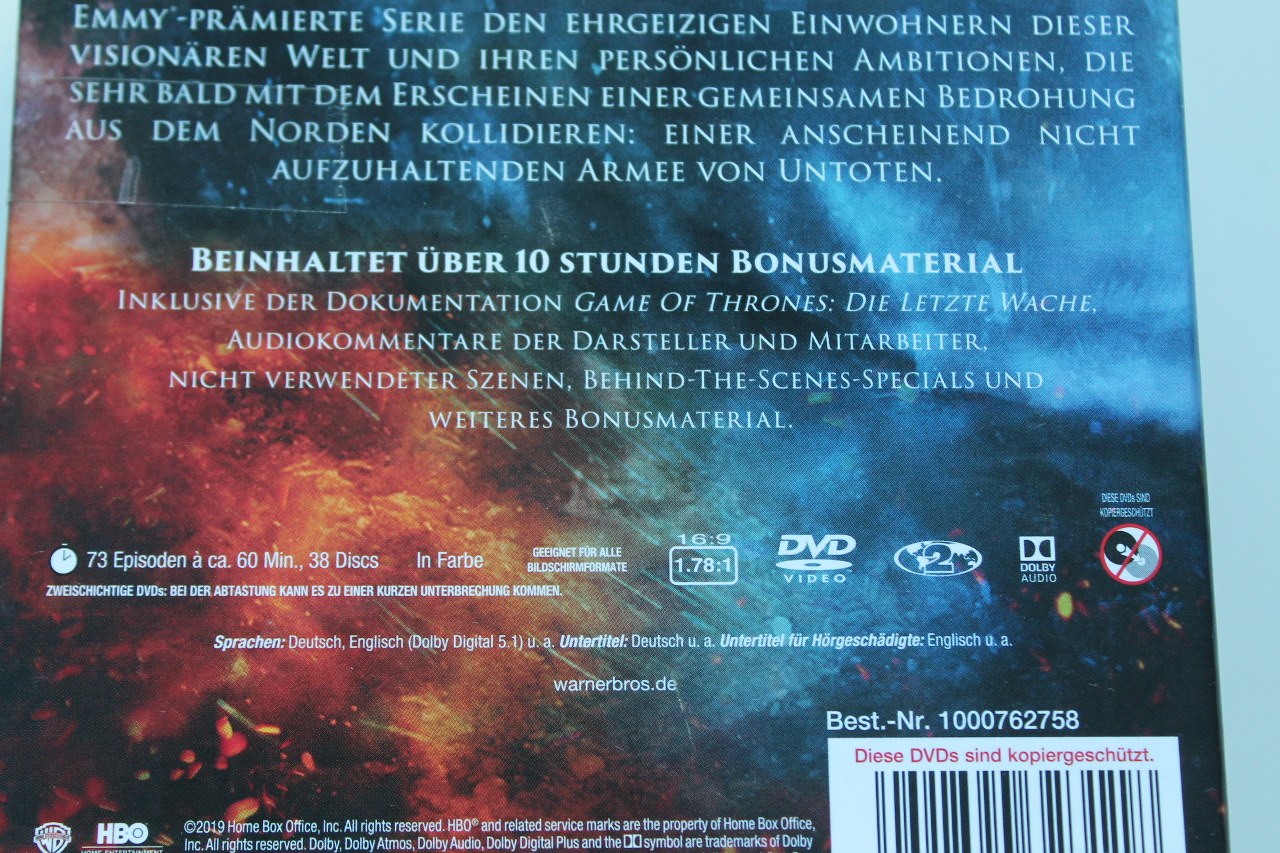 EMMY®-PRÄMIERTE SERIE DEN EHRGEIZIGEN EINWOHNERN DIESER
VISIONÄREN WELT UND IHREN PERSÖNLICHEN AMBITIONEN, DIE
SEHR BALD MIT DEM ERSCHEINEN EINER GEMEINSAMEN BEDROHUNG
AUS DEM NORDEN KOLLIDIEREN: EINER ANSCHEINEND NICHT
AUFZUHALTENDEN ARMEE VON UNTOTEN.
BEINHALTET ÜBER 10 STUNDEN BONUSMATERIAL
INKLUSIVE DER DOKUMENTATION GAME OF THRONES: DIE LETZTE WACHE,
AUDIOKOMMENTARE DER DARSTELLER UND MITARBEITER,
NICHT VERWENDETER SZENEN, BEHIND-THE-SCENES-SPECIALS UND
WEITERES BONUSMATERIAL.
DIESE DVDs SIND
KOPIERGESCHÜTZT
73 Episoden à ca. 60 Min., 38 Discs In Farbe
GEEIGNET FÜR ALLE
BILDSCHIRMFORMATE
16:9
1.78:1
DVD
VIDEO
2
DOLBY
AUDIO
ZWEISCHICHTIGE DVDs: BEI DER ABTASTUNG KANN ES ZU EINER KURZEN UNTERBRECHUNG KOMMEN.
Sprachen: Deutsch, Englisch (Dolby Digital 5.1) u. a. Untertitel: Deutsch u. a. Untertitel für Hörgeschädigte: Englisch u. a.
warnerbros.de
Best.-Nr. 1000762758
Diese DVDs sind kopiergeschützt.
HBO
HOME ENTERTAINMENT
©2019 Home Box Office, Inc. All rights reserved. HBO® and related service marks are the property of Home Box Office,
Inc. All rights reserved. Dolby, Dolby Atmos, Dolby Audio, Dolby Digital Plus and the symbol are trademarks of Dolby